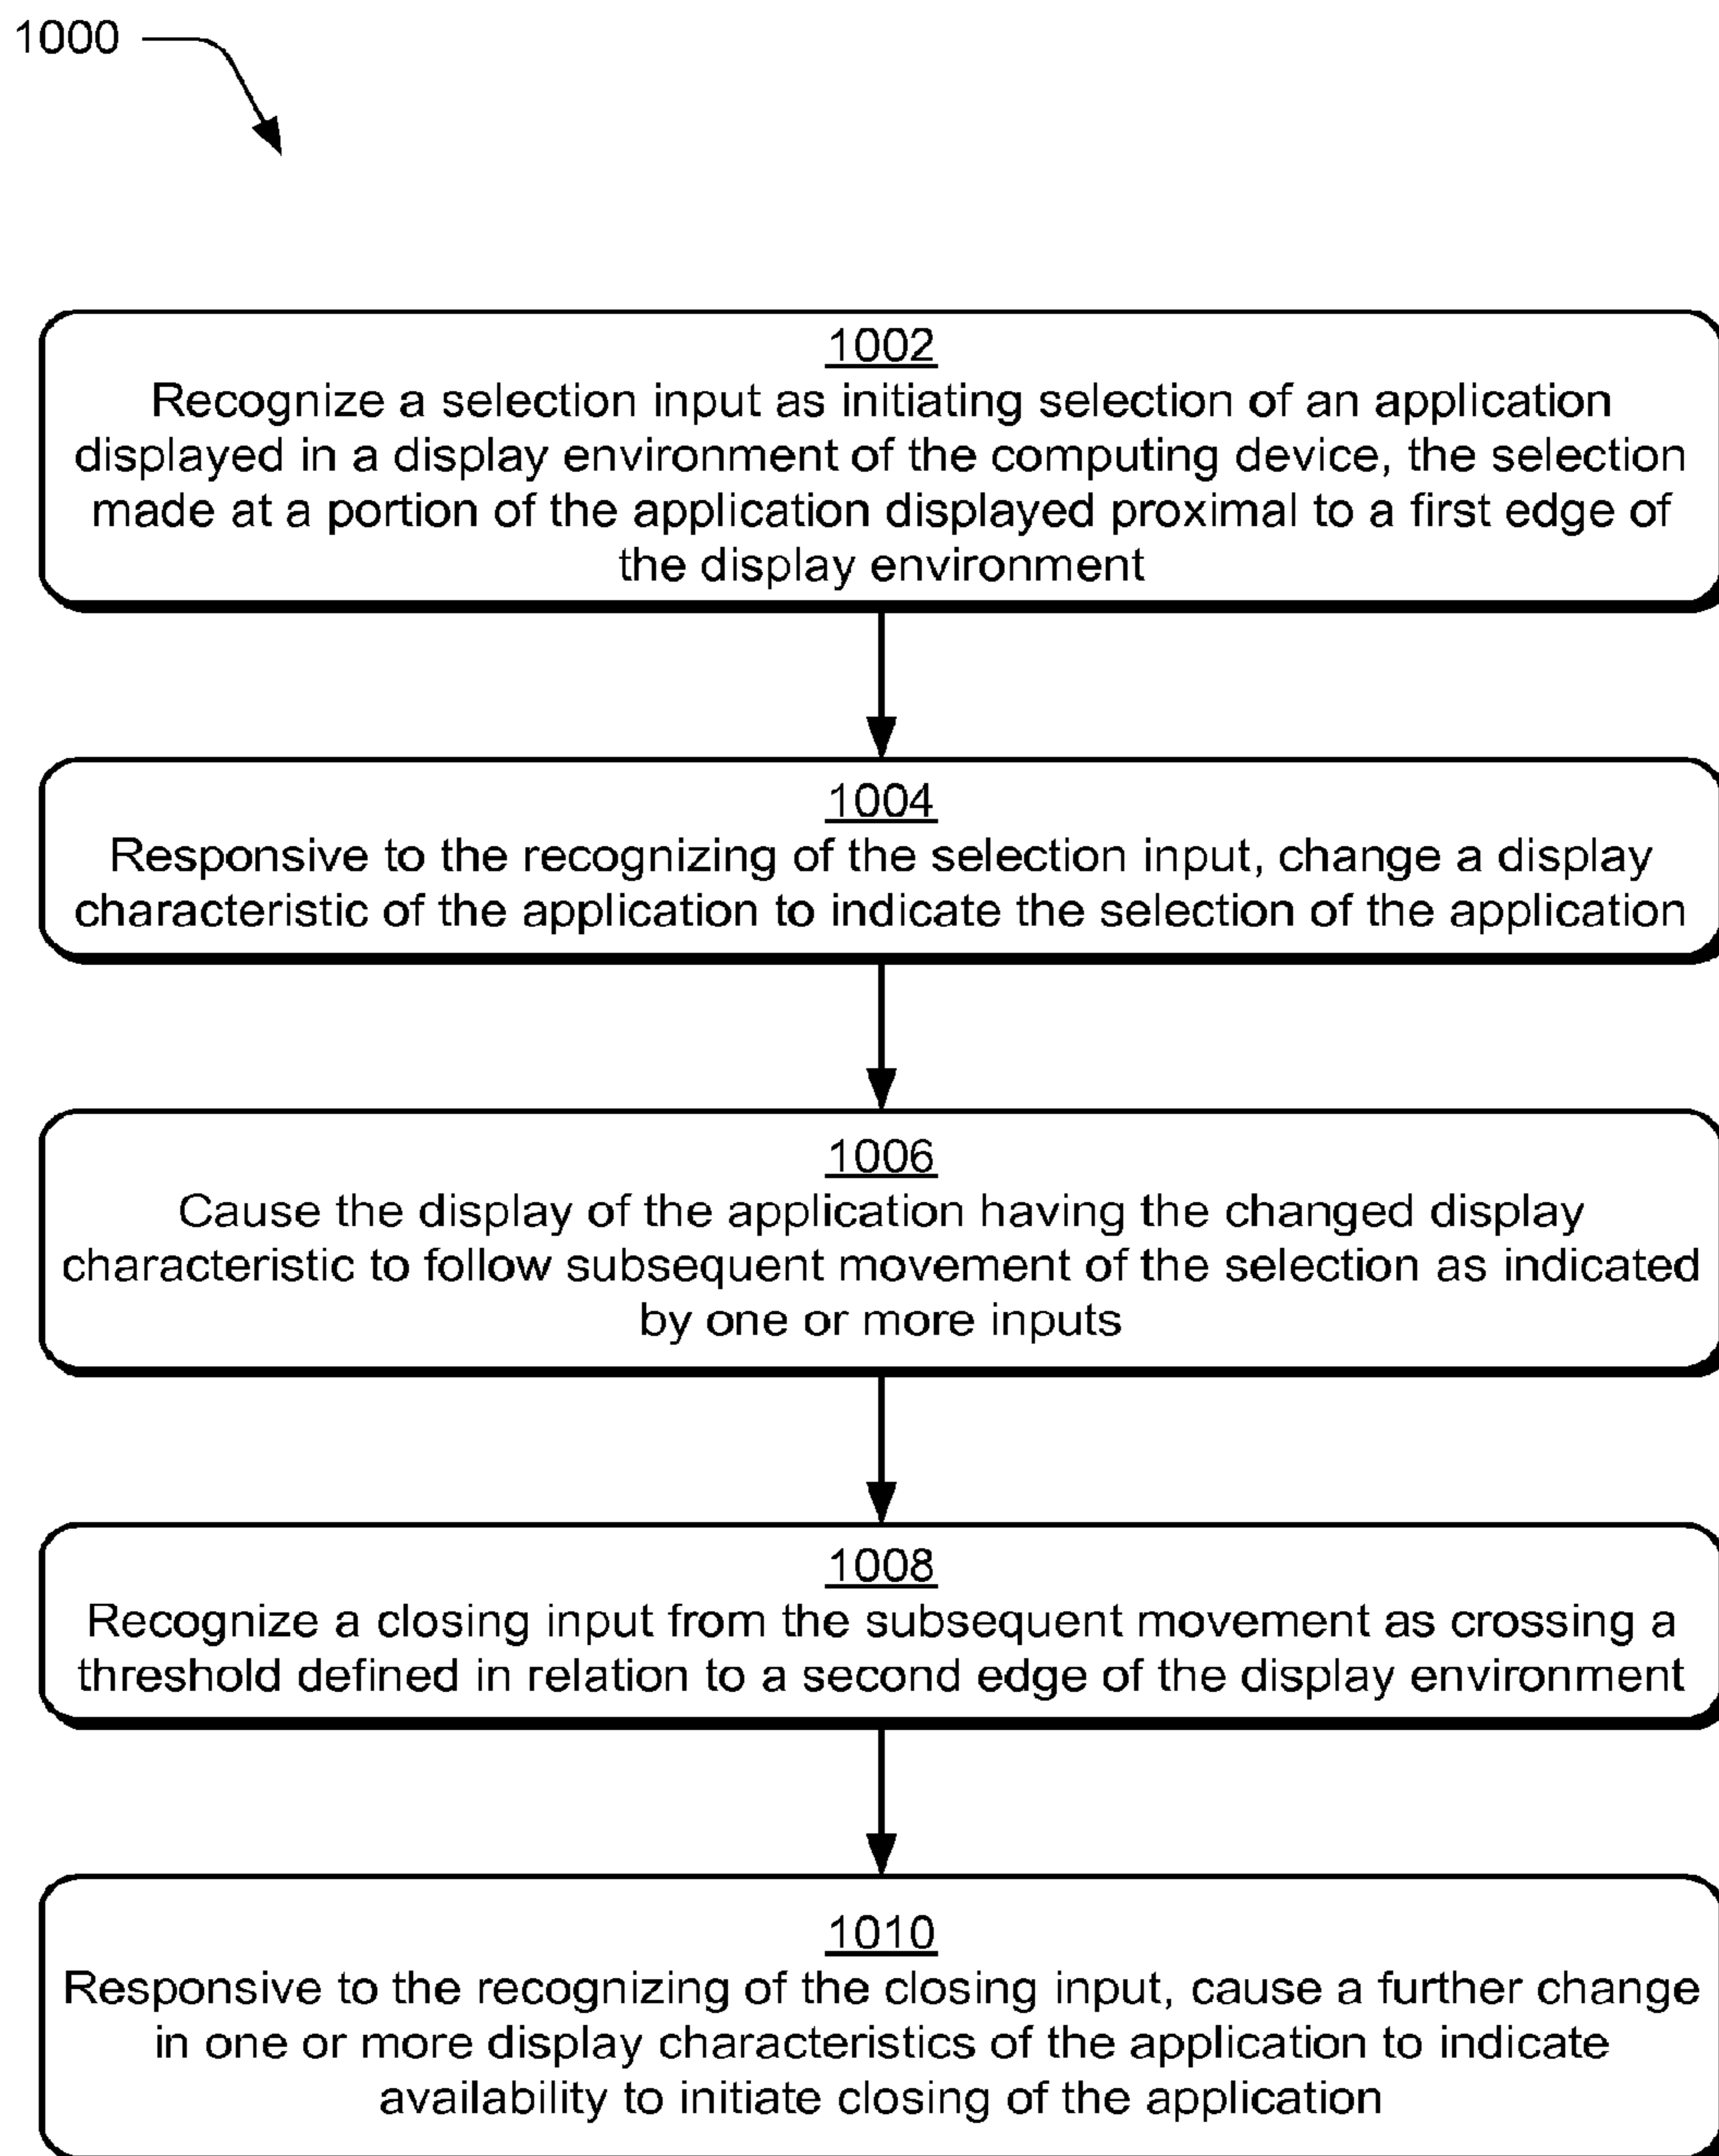 1000
1002
Recognize a selection input as initiating selection of an application
displayed in a display environment of the computing device, the selection
made at a portion of the application displayed proximal to a first edge of
the display environment
1004
Responsive to the recognizing of the selection input, change a display
characteristic of the application to indicate the selection of the application
1006
Cause the display of the application having the changed display
characteristic to follow subsequent movement of the selection as indicated
by one or more inputs
1008
Recognize a closing input from the subsequent movement as crossing a
threshold defined in relation to a second edge of the display environment
1010
Responsive to the recognizing of the closing input, cause a further change
in one or more display characteristics of the application to indicate
availability to initiate closing of the application